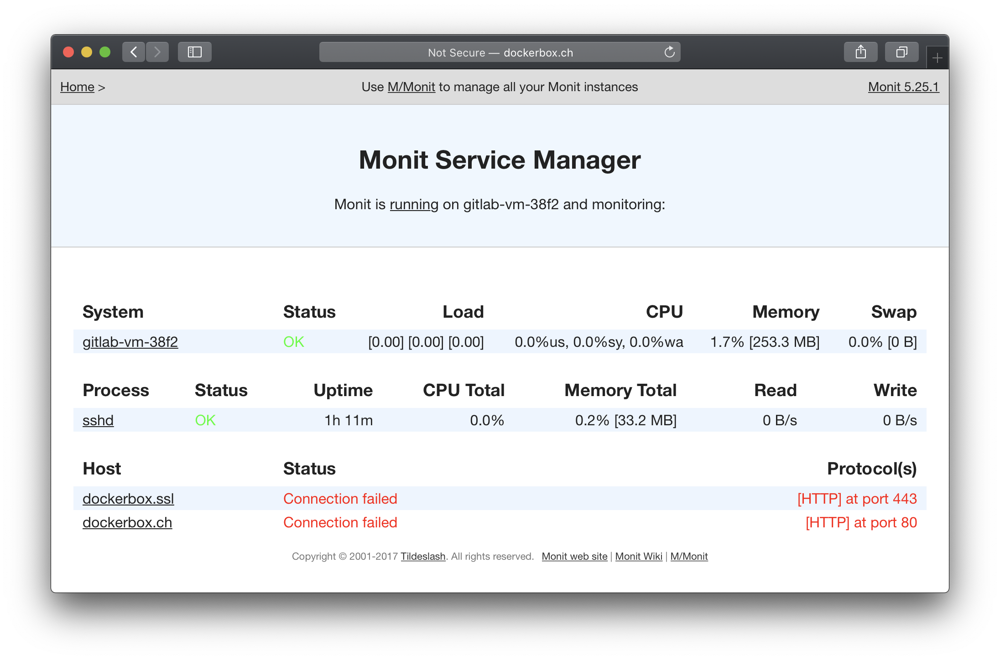 Not Secure — dockerbox.ch
Home > Use M/Monit to manage all your Monit instances Monit 5.25.1
Monit Service Manager
Monit is running on gitlab-vm-38f2 and monitoring:
System Status Load CPU Memory Swap
gitlab-vm-38f2 OK [0.00] [0.00] [0.00] 0.0%us, 0.0%sy, 0.0%wa 1.7% [253.3 MB] 0.0% [0 B]
Process Status Uptime CPU Total Memory Total Read Write
sshd OK 1h 11m 0.0% 0.2% [33.2 MB] 0 B/s 0 B/s
Host Status Protocol(s)
dockerbox.ssl Connection failed [HTTP] at port 443
dockerbox.ch Connection failed [HTTP] at port 80
Copyright © 2001-2017 Tildeslash. All rights reserved. Monit web site | Monit Wiki | M/Monit